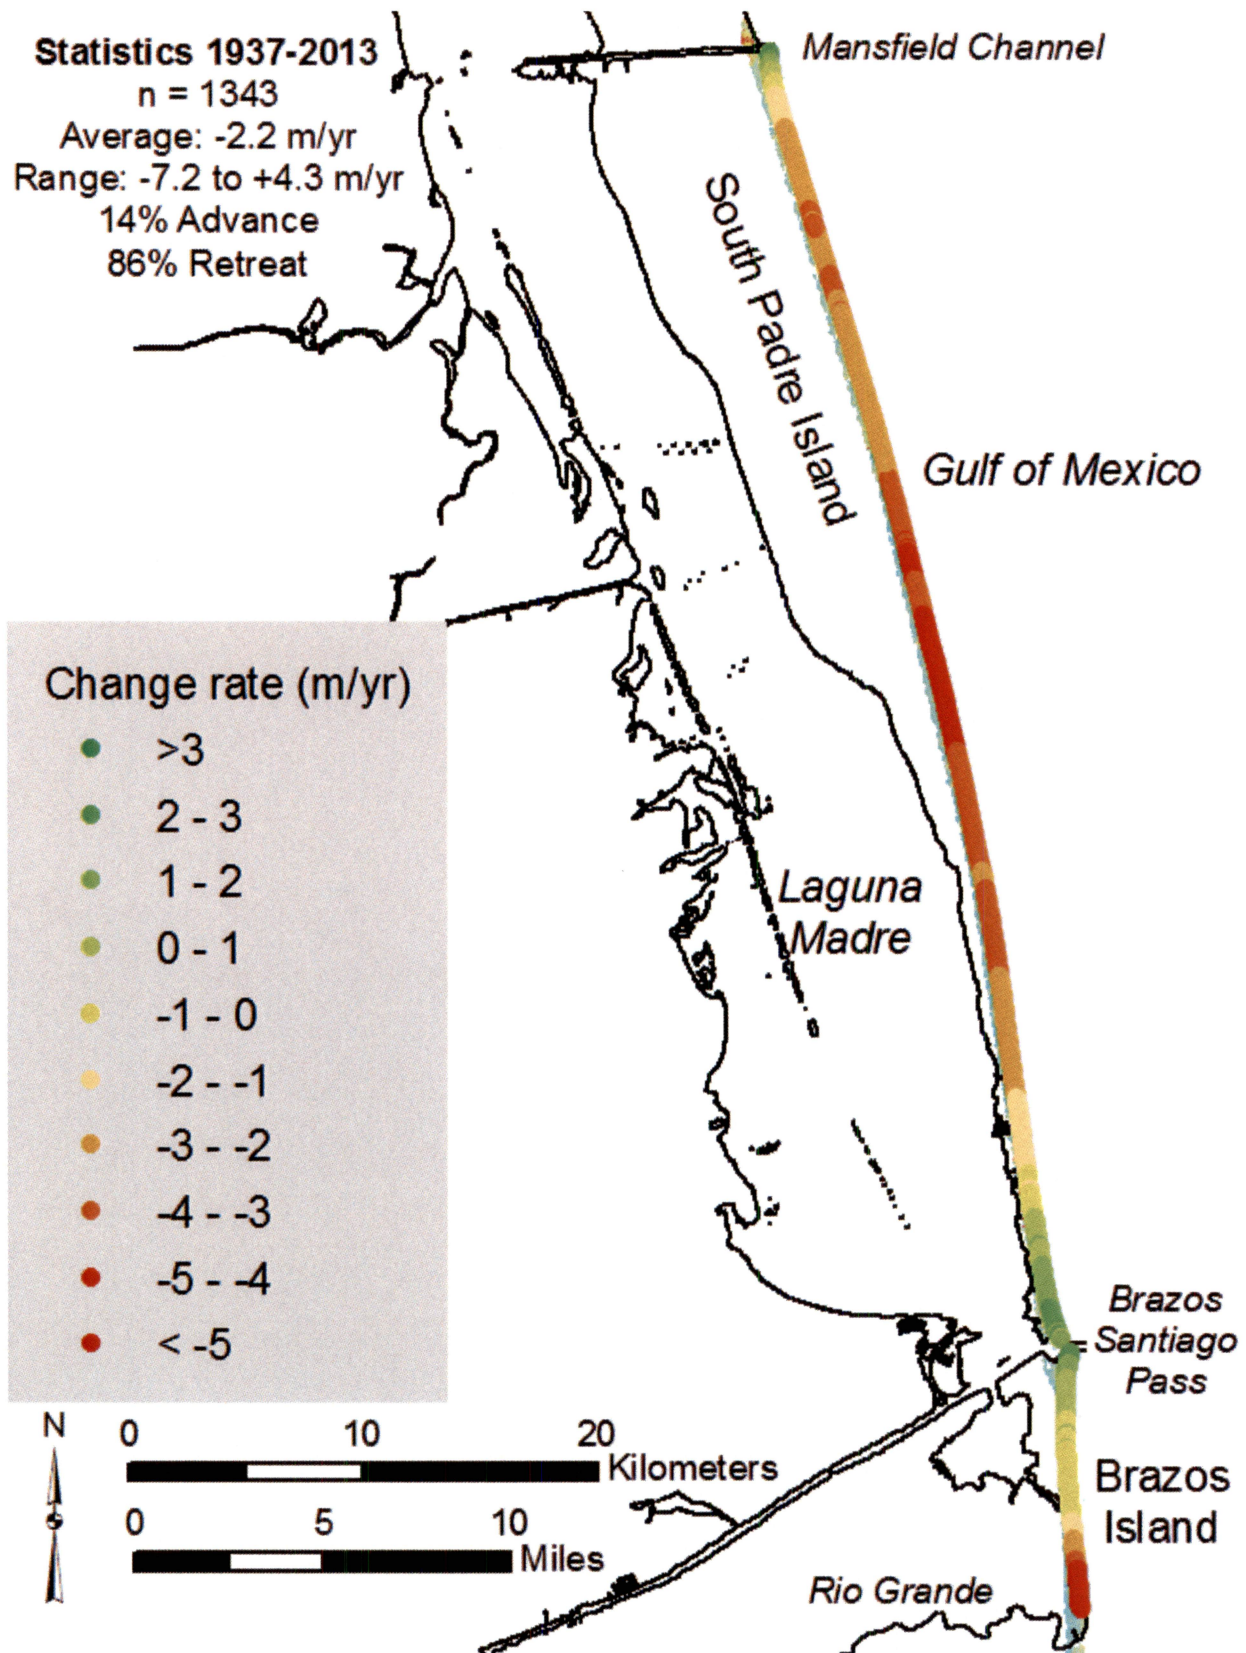 Statistics 1937-2013
n = 1343
Average: -2.2 m/yr
Range: -7.2 to +4.3 m/yr
14% Advance
86% Retreat
Mansfield Channel
South Padre Island
Gulf of Mexico
Change rate (m/yr)
>3
2 - 3
1 - 2
0 - 1
-1 - 0
-2 - -1
-3 - -2
-4 - -3
-5 - -4
< -5
Laguna
Madre
Brazos
Santiago
Pass
N
0 10 20
Kilometers
0 5 10
Miles
Brazos
Island
Rio Grande